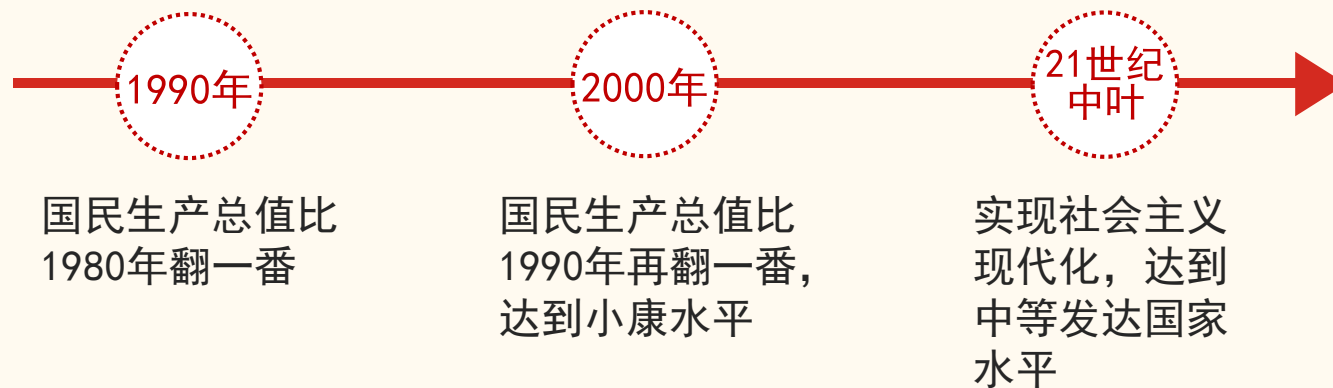 1990年
2000年
21世纪
中叶
国民生产总值比
1980年翻一番
国民生产总值比
1990年再翻一番，
达到小康水平
实现社会主义
现代化，达到
中等发达国家
水平